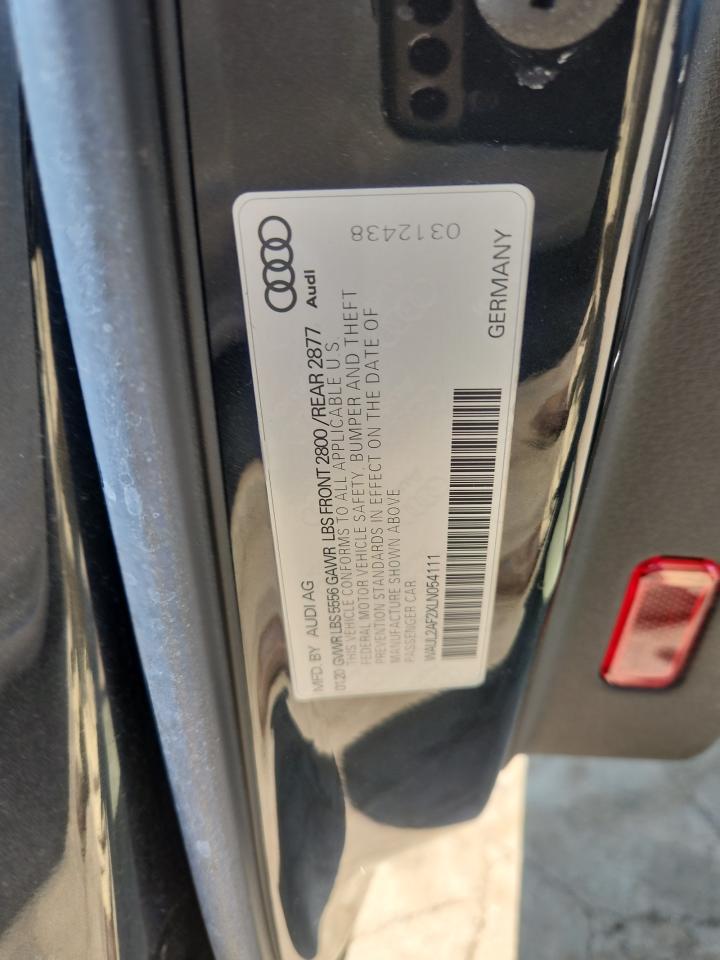 Audi
0312438
MFD. BY AUDI AG
01.20 GVWR LBS 5556 GAWR LBS FRONT 2800 / REAR 2877
THIS VEHICLE CONFORMS TO ALL APPLICABLE U.S.
FEDERAL MOTOR VEHICLE SAFETY, BUMPER AND THEFT
PREVENTION STANDARDS IN EFFECT ON THE DATE OF
MANUFACTURE SHOWN ABOVE
PASSENGER CAR
WAUL2AF2XLN054111
GERMANY